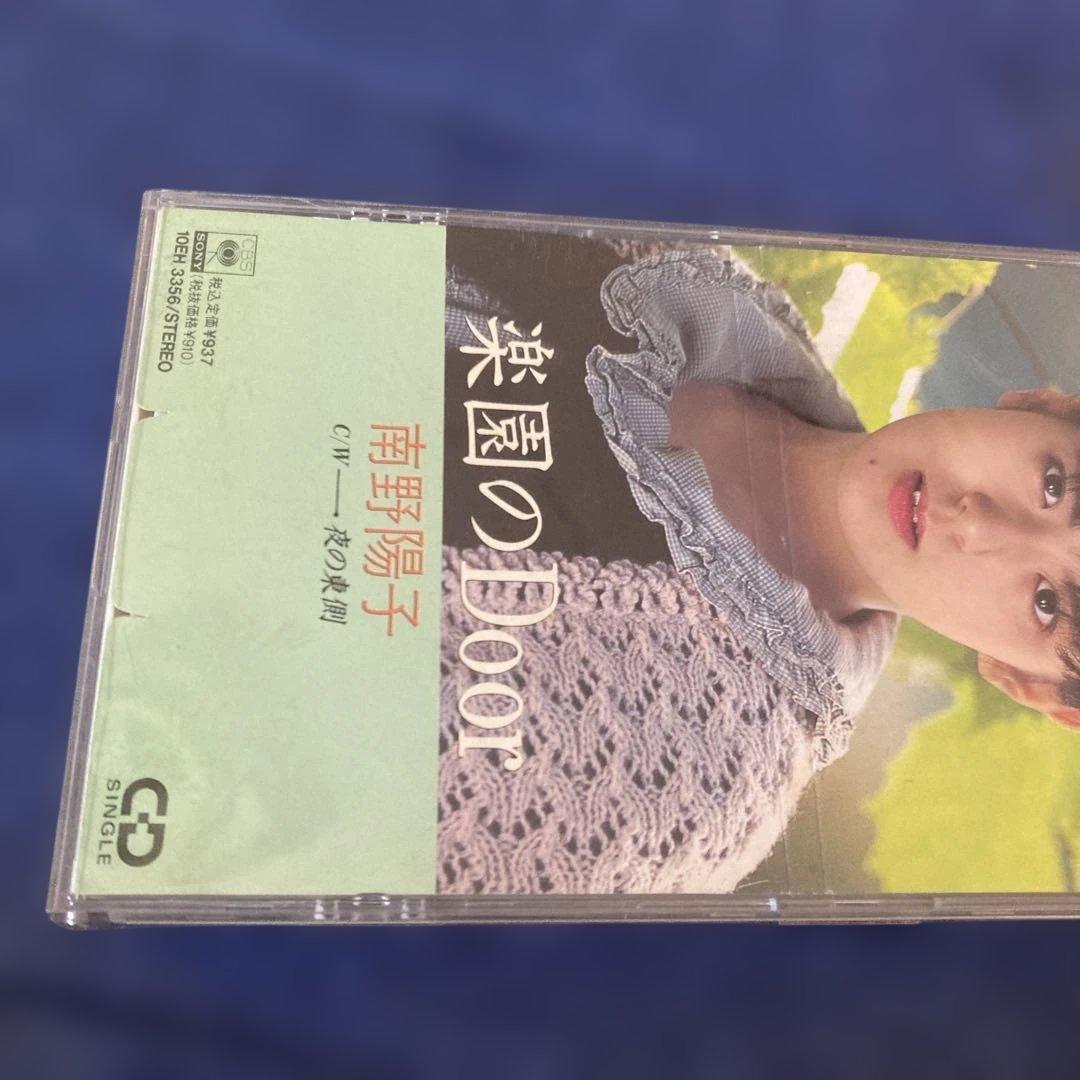 楽園のDoor
南野陽子
C/W —→ 夜の東側
CBS
SONY
税込定価¥937
(税抜価格¥910)
10EH 3356/STEREO
CD
SINGLE